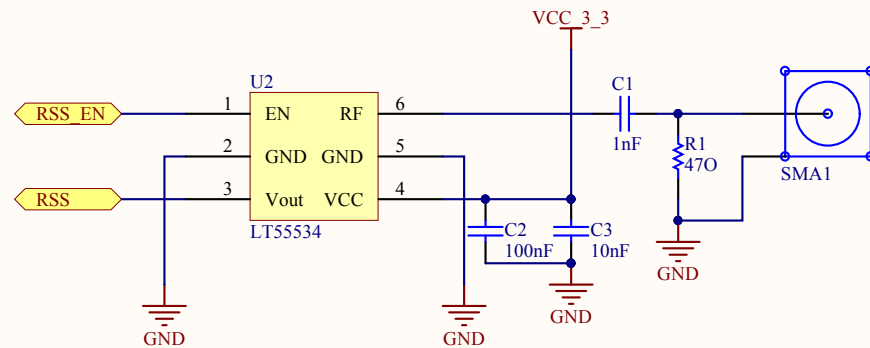 VCC_3_3
U2
C1
RSS_EN
1
EN
RF
6
1nF
R1
47O
2
GND
GND
5
SMA1
RSS
3
Vout
VCC
4
LT55534
C2
100nF
C3
10nF
GND
GND
GND
GND